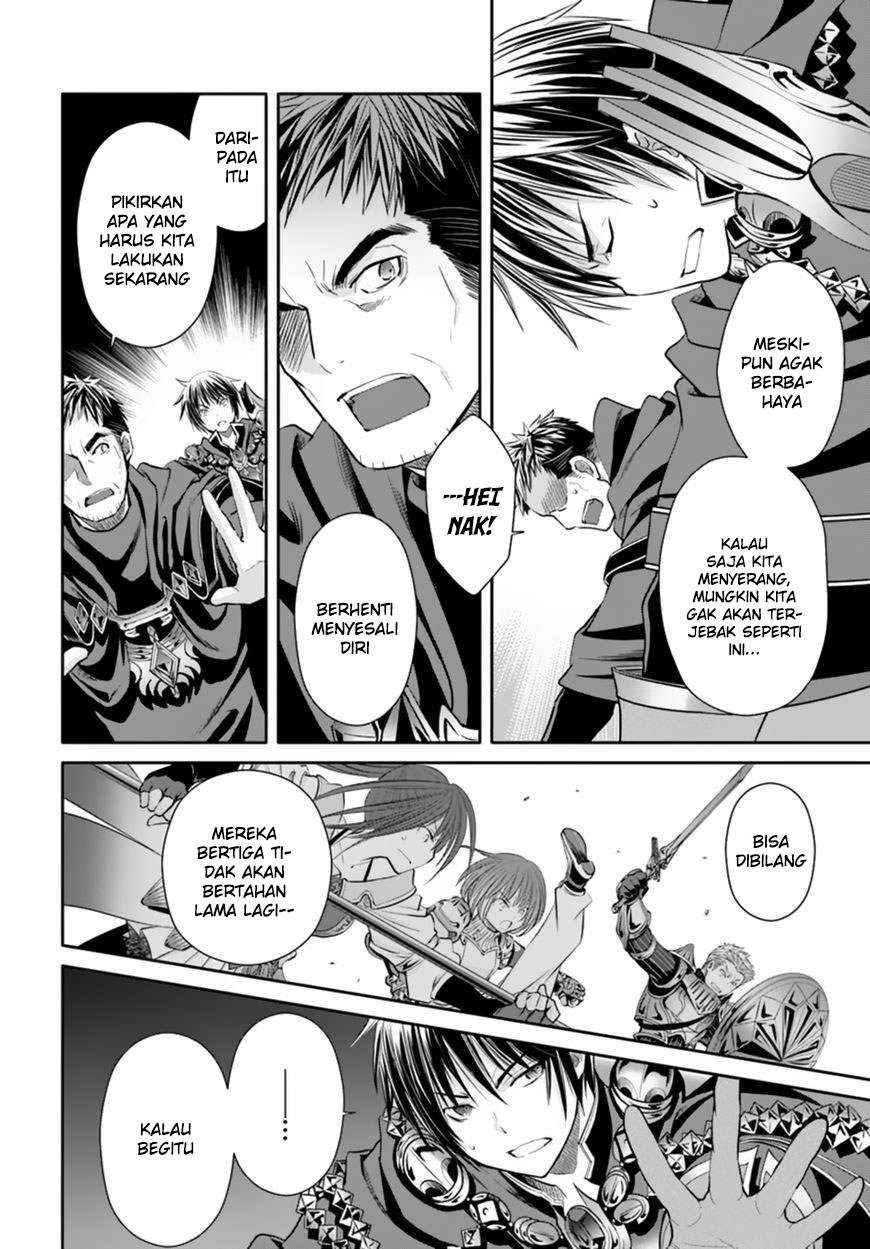 MESKI-
PUN AGAK
BERBA-
HAYA
KALAU
SAJA KITA
MENYERANG,
MUNGKIN KITA
GAK AKAN TER-
JEBAK SEPERTI
INI...
---HEI
NAK!
BERHENTI
MENYESALI
DIRI
DARI-
PADA
ITU
PIKIRKAN
APA YANG
HARUS KITA
LAKUKAN
SEKARANG
BISA
DIBILANG
MEREKA
BERTIGA TI-
DAK AKAN
BERTAHAN
LAMA LAGI--
......
KALAU
BEGITU